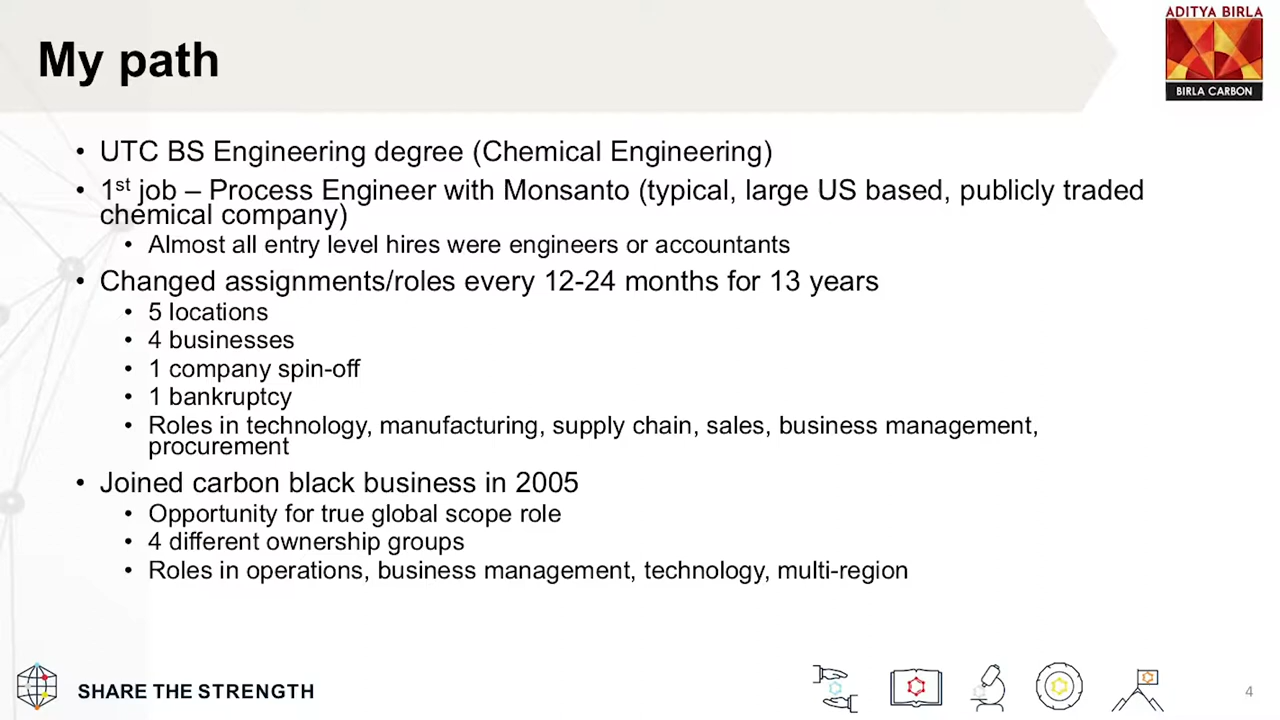 My path
ADITYA BIRLA
BIRLA CARBON
• UTC BS Engineering degree (Chemical Engineering)
• 1st job – Process Engineer with Monsanto (typical, large US based, publicly traded
chemical company)
• Almost all entry level hires were engineers or accountants
• Changed assignments/roles every 12-24 months for 13 years
• 5 locations
• 4 businesses
• 1 company spin-off
• 1 bankruptcy
• Roles in technology, manufacturing, supply chain, sales, business management,
procurement
• Joined carbon black business in 2005
• Opportunity for true global scope role
• 4 different ownership groups
• Roles in operations, business management, technology, multi-region
SHARE THE STRENGTH
4